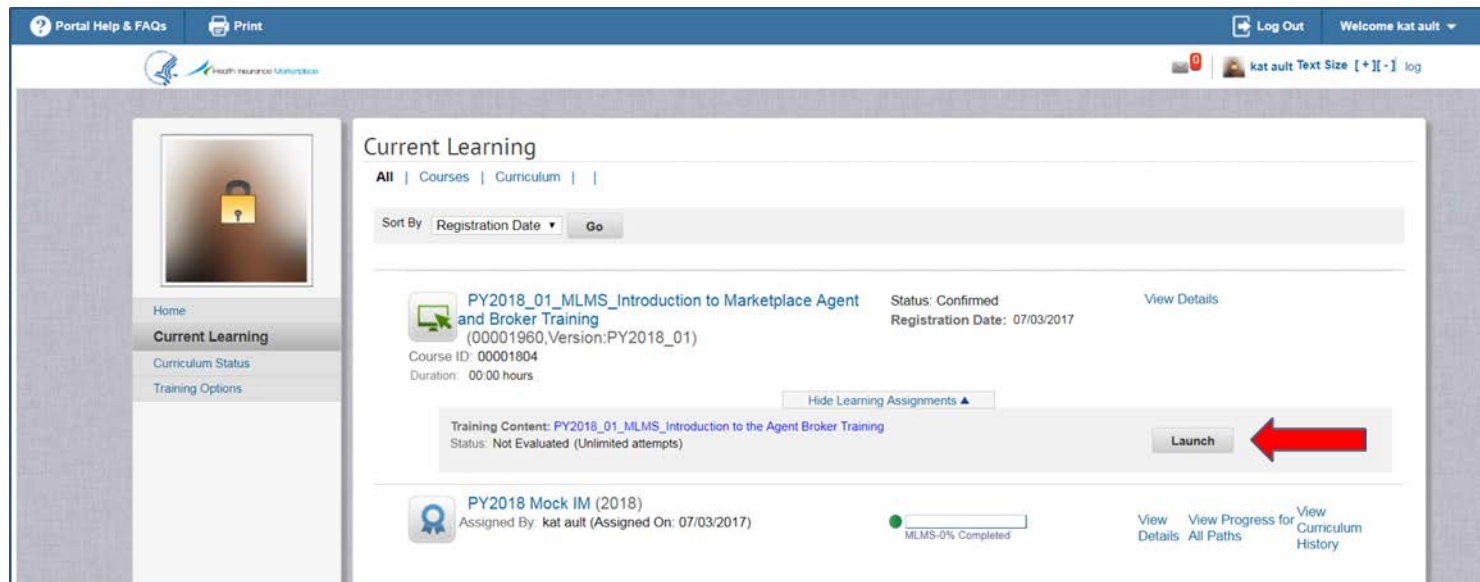 Portal Help & FAQs Print Log Out Welcome kat ault
Health Insurance Marketplace 0 kat ault Text Size [+][-] log
Current Learning
All | Courses | Curriculum | |
Sort By Registration Date Go
PY2018_01_MLMS_Introduction to Marketplace Agent and Broker Training
(00001960,Version:PY2018_01)
Course ID: 00001804
Duration: 00:00 hours
Status: Confirmed
Registration Date: 07/03/2017
View Details
Hide Learning Assignments
Training Content: PY2018_01_MLMS_Introduction to the Agent Broker Training
Status: Not Evaluated (Unlimited attempts)
Launch
PY2018 Mock IM (2018)
Assigned By: kat ault (Assigned On: 07/03/2017)
MLMS-0% Completed
View Details
View Progress for All Paths
View Curriculum History
Home
Current Learning
Curriculum Status
Training Options